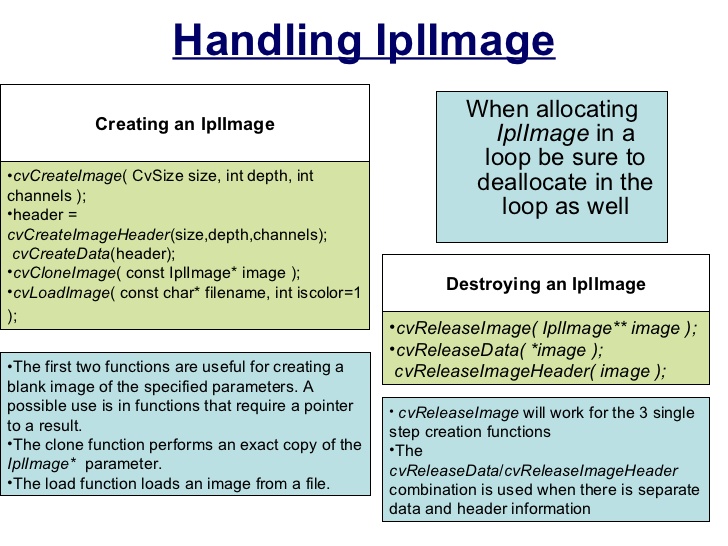 Handling IplImage
Creating an IplImage
•cvCreateImage( CvSize size, int depth, int
channels );
•header =
cvCreateImageHeader(size,depth,channels);
cvCreateData(header);
•cvCloneImage( const IplImage* image );
•cvLoadImage( const char* filename, int iscolor=1
);
•The first two functions are useful for creating a
blank image of the specified parameters. A
possible use is in functions that require a pointer
to a result.
•The clone function performs an exact copy of the
IplImage* parameter.
•The load function loads an image from a file.
When allocating
IplImage in a
loop be sure to
deallocate in the
loop as well
Destroying an IplImage
•cvReleaseImage( IplImage** image );
•cvReleaseData( *image );
cvReleaseImageHeader( image );
• cvReleaseImage will work for the 3 single
step creation functions
•The
cvReleaseData/cvReleaseImageHeader
combination is used when there is separate
data and header information